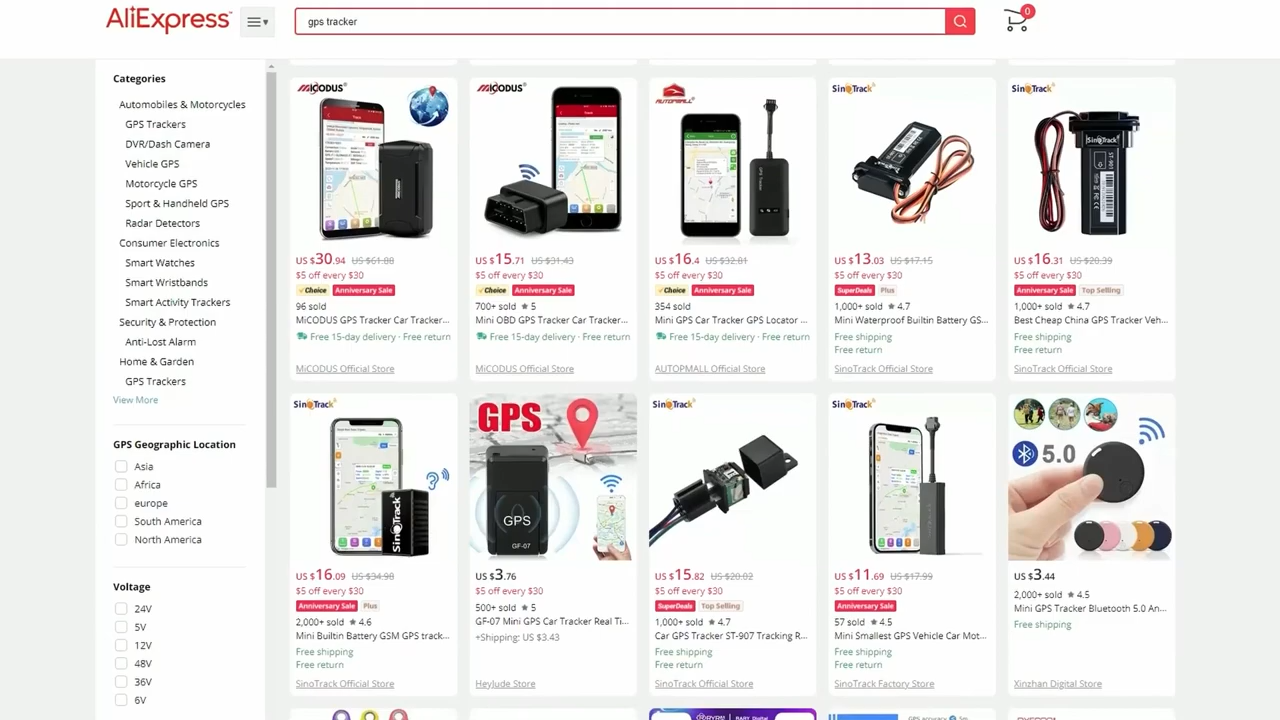 AliExpress
gps tracker
0
Categories
Automobiles & Motorcycles
GPS Trackers
DVR/Dash Camera
Vehicle GPS
Motorcycle GPS
Sport & Handheld GPS
Radar Detectors
Consumer Electronics
Smart Watches
Smart Wristbands
Smart Activity Trackers
Security & Protection
Anti-Lost Alarm
Home & Garden
GPS Trackers
View More
GPS Geographic Location
Asia
Africa
europe
South America
North America
Voltage
24V
5V
12V
48V
36V
6V
MiCODUS
US $30.94 US $61.88
$5 off every $30
Choice Anniversary Sale
96 sold
MiCODUS GPS Tracker Car Tracker...
Free 15-day delivery · Free return
MiCODUS Official Store
MiCODUS
US $15.71 US $31.43
$5 off every $30
Choice Anniversary Sale
700+ sold ★ 5
Mini OBD GPS Tracker Car Tracker...
Free 15-day delivery · Free return
MiCODUS Official Store
AUTOPMALL
GPS Tracker
US $16.4 US $32.81
$5 off every $30
Choice Anniversary Sale
354 sold
Mini GPS Car Tracker GPS Locator ...
Free 15-day delivery · Free return
AUTOPMALL Official Store
SinoTrack
US $13.03 US $17.15
$5 off every $30
SuperDeals Plus
1,000+ sold ★ 4.7
Mini Waterproof Builtin Battery GS...
Free shipping
Free return
SinoTrack Official Store
SinoTrack
SinoTrack
ST-901
US $16.31 US $20.39
$5 off every $30
Anniversary Sale Top Selling
1,000+ sold ★ 4.7
Best Cheap China GPS Tracker Veh...
Free shipping
Free return
SinoTrack Official Store
SinoTrack
SinoTrack
US $16.09 US $34.98
$5 off every $30
Anniversary Sale Plus
2,000+ sold ★ 4.6
Mini Builtin Battery GSM GPS track...
Free shipping
Free return
SinoTrack Official Store
GPS
GPS
GF-07
US $3.76
$5 off every $30
500+ sold ★ 5
GF-07 Mini GPS Car Tracker Real Ti...
+Shipping: US $3.43
HeyJude Store
SinoTrack
US $15.82 US $20.02
$5 off every $30
SuperDeals Top Selling
1,000+ sold ★ 4.7
Car GPS Tracker ST-907 Tracking R...
Free shipping
Free return
SinoTrack Official Store
SinoTrack
US $11.69 US $17.99
$5 off every $30
Anniversary Sale
57 sold ★ 4.5
Mini Smallest GPS Vehicle Car Mot...
Free shipping
Free return
SinoTrack Factory Store
5.0
US $3.44
2,000+ sold ★ 4.5
Mini GPS Tracker Bluetooth 5.0 An...
Free shipping
Xinzhan Digital Store